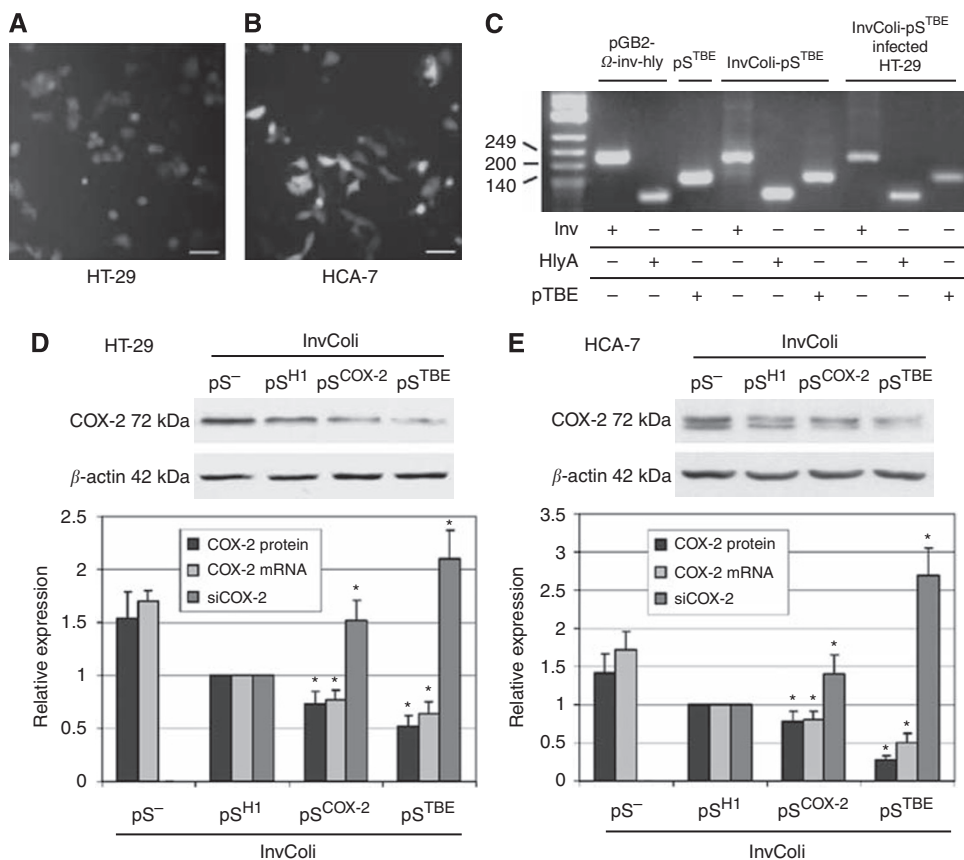 A
B
HT-29
HCA-7
C
pGB2-
Ω-inv-hly
pS^TBE
InvColi-pS^TBE
InvColi-pS^TBE
infected
HT-29
249
200
140
Inv + – – + – – + – –
HlyA – + – – + – – + –
pTBE – – + – – + – – +
D
HT-29
InvColi
pS^– pS^H1 pS^COX-2 pS^TBE
COX-2 72 kDa
β-actin 42 kDa
2.5
2
1.5
1
0.5
0
Relative expression
COX-2 protein
COX-2 mRNA
siCOX-2
* * * * * *
pS^– pS^H1 pS^COX-2 pS^TBE
InvColi
E
HCA-7
InvColi
pS^– pS^H1 pS^COX-2 pS^TBE
COX-2 72 kDa
β-actin 42 kDa
3.5
3
2.5
2
1.5
1
0.5
0
Relative expression
COX-2 protein
COX-2 mRNA
siCOX-2
* * * * * *
pS^– pS^H1 pS^COX-2 pS^TBE
InvColi